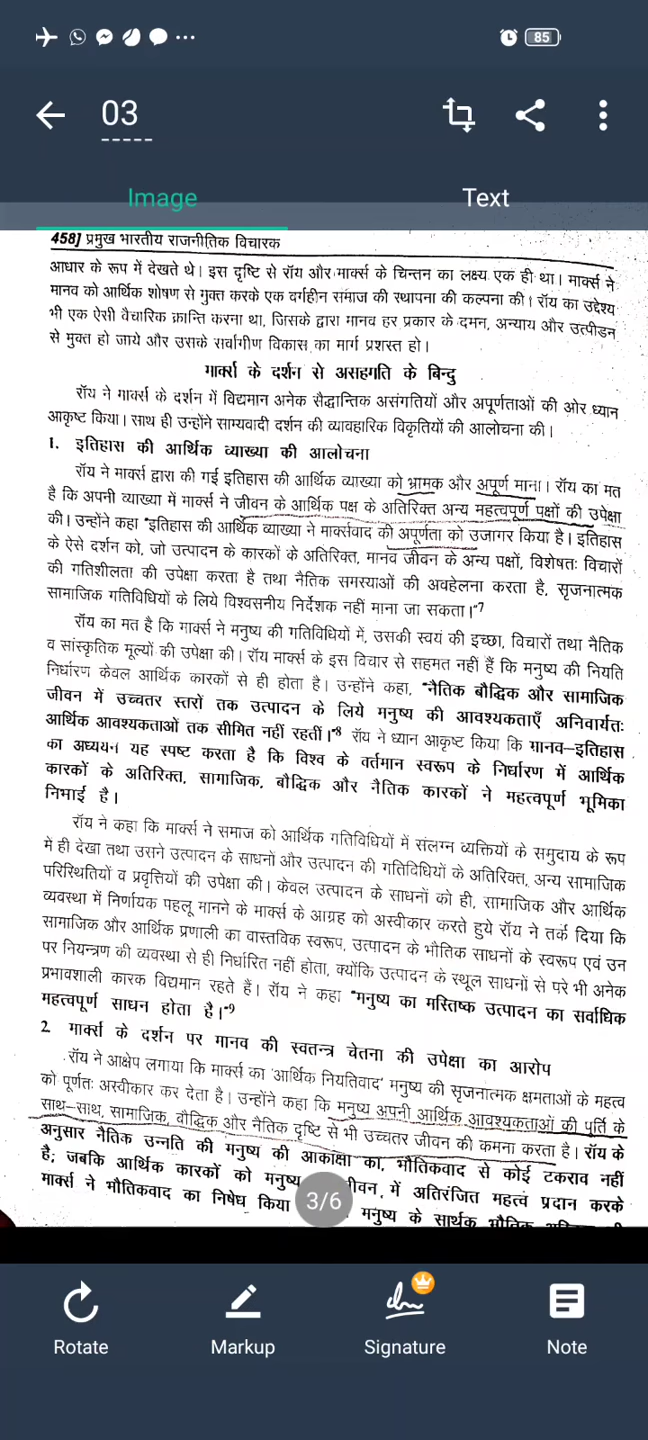 85
03
Image
Text
458] प्रमुख भारतीय राजनीतिक विचारक
आधार के रूप में देखते थे। इस दृष्टि से रॉय और मार्क्स के चिन्तन का लक्ष्य एक ही था। मार्क्स ने
मानव को आर्थिक शोषण से मुक्त करके एक वर्गहीन समाज की स्थापना की कल्पना की। रॉय का उद्देश्य
भी एक ऐसी वैचारिक क्रान्ति करना था, जिसके द्वारा मानव हर प्रकार के दमन, अन्याय और उत्पीडन
से मुक्त हो जाये और उसके सर्वागीण विकास का मार्ग प्रशस्त हो।
मार्क्स के दर्शन से असहमति के बिन्दु
रॉय ने मार्क्स के दर्शन में विद्यमान अनेक सैद्धान्तिक असंगतियों और अपूर्णताओं की ओर ध्यान
आकृष्ट किया। साथ ही उन्होंने साम्यवादी दर्शन की व्यावहारिक विकृतियों की आलोचना की।
1. इतिहास की आर्थिक व्याख्या की आलोचना
रॉय ने मार्क्स द्वारा की गई इतिहास की आर्थिक व्याख्या को भ्रामक और अपूर्ण माना। रॉय का मत
है कि अपनी व्याख्या में मार्क्स ने जीवन के आर्थिक पक्ष के अतिरिक्त अन्य महत्वपूर्ण पक्षों की उपेक्षा
की। उन्होंने कहा "इतिहास की आर्थिक व्याख्या ने मार्क्सवाद की अपूर्णता को उजागर किया है। इतिहास
के ऐसे दर्शन को, जो उत्पादन के कारकों के अतिरिक्त, मानव जीवन के अन्य पक्षों, विशेषतः विचारों
की गतिशीलता की उपेक्षा करता है तथा नैतिक समस्याओं की अवहेलना करता है, सृजनात्मक
सामाजिक गतिविधियों के लिये विश्वसनीय निर्देशक नहीं माना जा सकता।"7
रॉय का मत है कि मार्क्स ने मनुष्य की गतिविधियों में, उसकी स्वयं की इच्छा, विचारों तथा नैतिक
व सांस्कृतिक मूल्यों की उपेक्षा की। रॉय मार्क्स के इस विचार से सहमत नहीं हैं कि मनुष्य की नियति
निर्धारण केवल आर्थिक कारकों से ही होता है। उन्होंने कहा, "नैतिक बौद्धिक और सामाजिक
जीवन में उच्चतर स्तरों तक उत्पादन के लिये मनुष्य की आवश्यकताएँ अनिवार्यतः
आर्थिक आवश्यकताओं तक सीमित नहीं रहतीं।"8 रॉय ने ध्यान आकृष्ट किया कि मानव-इतिहास
का अध्ययन यह स्पष्ट करता है कि विश्व के वर्तमान स्वरूप के निर्धारण में आर्थिक
कारकों के अतिरिक्त, सामाजिक, बौद्धिक और नैतिक कारकों ने महत्वपूर्ण भूमिका
निभाई है।
रॉय ने कहा कि मार्क्स ने समाज को आर्थिक गतिविधियों में संलग्न व्यक्तियों के समुदाय के रूप
में ही देखा तथा उसने उत्पादन के साधनों और उत्पादन की गतिविधियों के अतिरिक्त, अन्य सामाजिक
परिस्थितियों व प्रवृत्तियों की उपेक्षा की। केवल उत्पादन के साधनों को ही, सामाजिक और आर्थिक
व्यवस्था में निर्णायक पहलू मानने के मार्क्स के आग्रह को अस्वीकार करते हुये रॉय ने तर्क दिया कि
सामाजिक और आर्थिक प्रणाली का वास्तविक स्वरूप, उत्पादन के भौतिक साधनों के स्वरूप एवं उन
पर नियन्त्रण की व्यवस्था से ही निर्धारित नहीं होता, क्योंकि उत्पादन के स्थूल साधनों से परे भी अनेक
प्रभावशाली कारक विद्यमान रहते हैं। रॉय ने कहा "मनुष्य का मस्तिष्क उत्पादन का सर्वाधिक
महत्वपूर्ण साधन होता है।"9
2. मार्क्स के दर्शन पर मानव की स्वतन्त्र चेतना की उपेक्षा का आरोप
रॉय ने आक्षेप लगाया कि मार्क्स का 'आर्थिक नियतिवाद' मनुष्य की सृजनात्मक क्षमताओं के महत्व
को पूर्णतः अस्वीकार कर देता है। उन्होंने कहा कि मनुष्य अपनी आर्थिक आवश्यकताओं की पूर्ति के
साथ-साथ, सामाजिक, बौद्धिक और नैतिक दृष्टि से भी उच्चतर जीवन की कमना करता है। रॉय के
अनुसार नैतिक उन्नति की मनुष्य की आकांक्षा का, भौतिकवाद से कोई टकराव नहीं
है; जबकि आर्थिक कारकों को मनुष्य जीवन में अतिरंजित महत्व प्रदान करके
मार्क्स ने भौतिकवाद का निषेध किया मनुष्य के सार्थक भौतिक
3/6
Rotate
Markup
Signature
Note